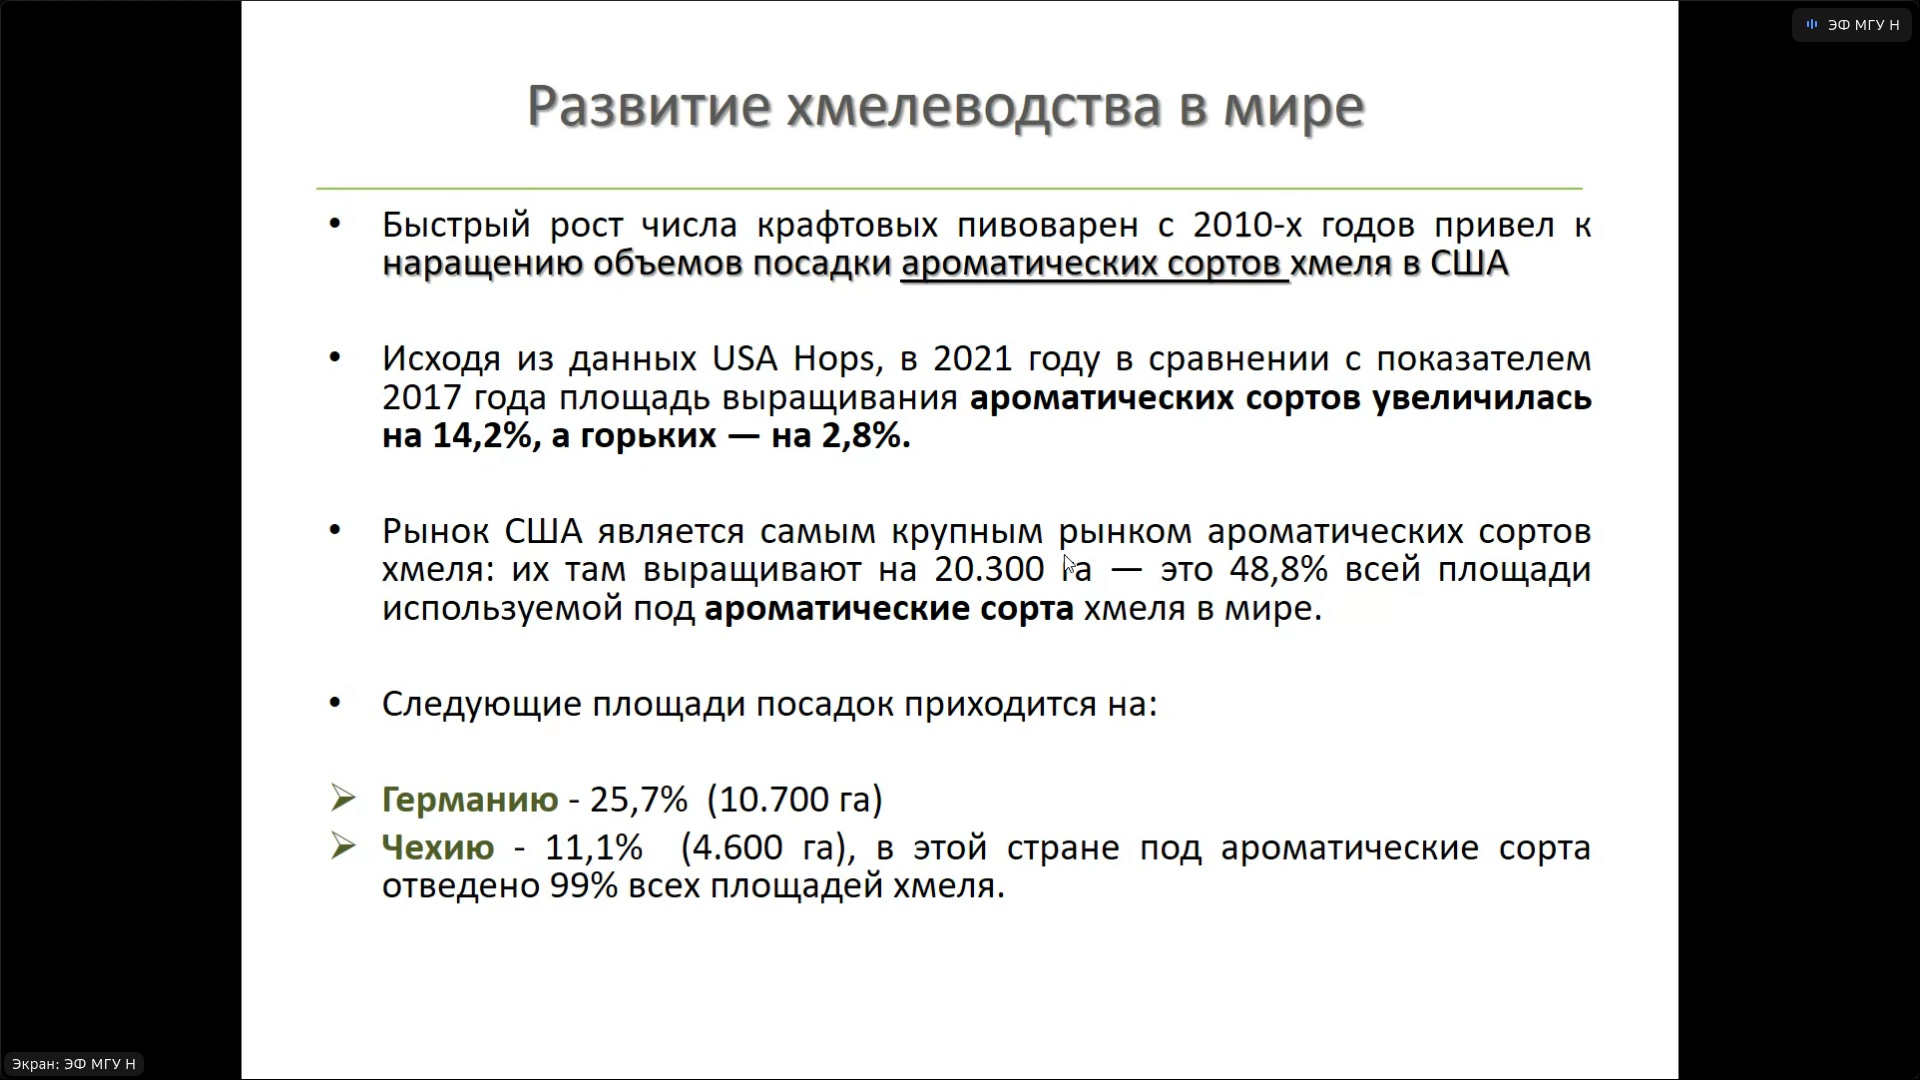 ЭФ МГУ Н
Развитие хмелеводства в мире
• Быстрый рост числа крафтовых пивоварен с 2010-х годов привел к
наращению объемов посадки ароматических сортов хмеля в США
• Исходя из данных USA Hops, в 2021 году в сравнении с показателем
2017 года площадь выращивания ароматических сортов увеличилась
на 14,2%, а горьких — на 2,8%.
• Рынок США является самым крупным рынком ароматических сортов
хмеля: их там выращивают на 20.300 га — это 48,8% всей площади
используемой под ароматические сорта хмеля в мире.
• Следующие площади посадок приходится на:
➢ Германию - 25,7% (10.700 га)
➢ Чехию - 11,1% (4.600 га), в этой стране под ароматические сорта
отведено 99% всех площадей хмеля.
Экран: ЭФ МГУ Н